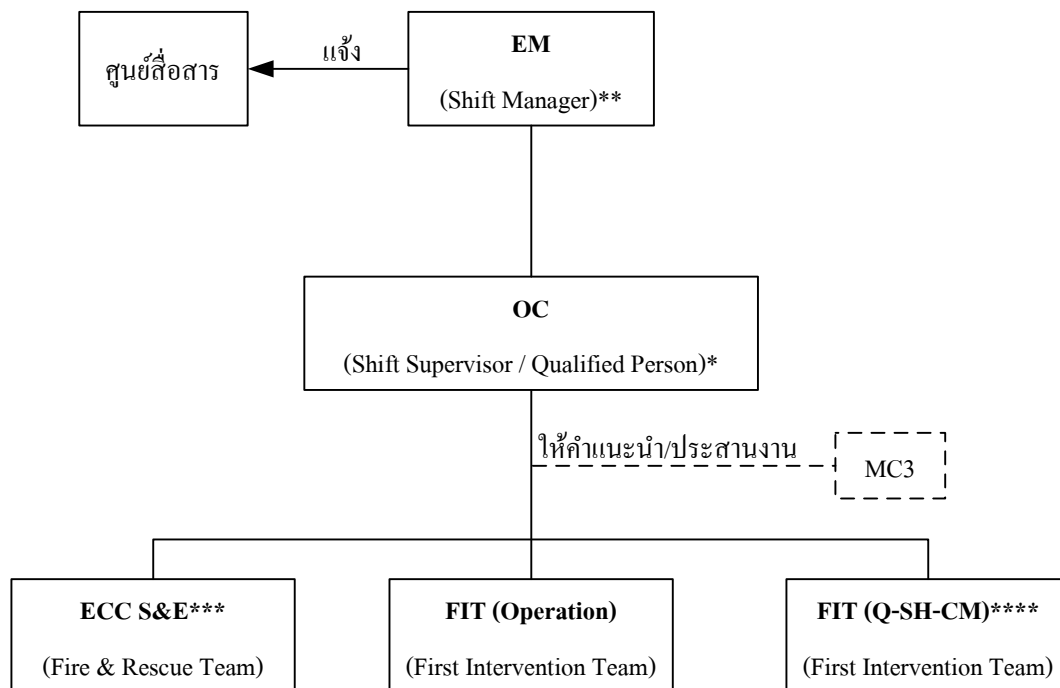 ศูนย์สื่อสาร
แจ้ง
EM
(Shift Manager)**
OC
(Shift Supervisor / Qualified Person)*
ให้คำแนะนำ/ประสานงาน
MC3
ECC S&E***
(Fire & Rescue Team)
FIT (Operation)
(First Intervention Team)
FIT (Q-SH-CM)****
(First Intervention Team)